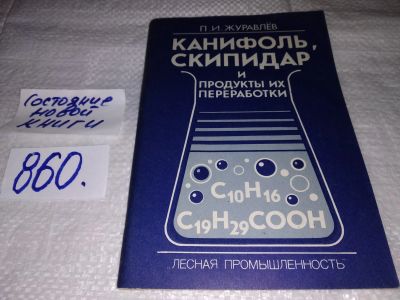 П. И. ЖУРАВЛЁВ
КАНИФОЛЬ,
СКИПИДАР
И
ПРОДУКТЫ ИХ
ПЕРЕРАБОТКИ
C10H16
C19H29COOH
"ЛЕСНАЯ ПРОМЫШЛЕННОСТЬ"
Состояние
новой
книги
860.